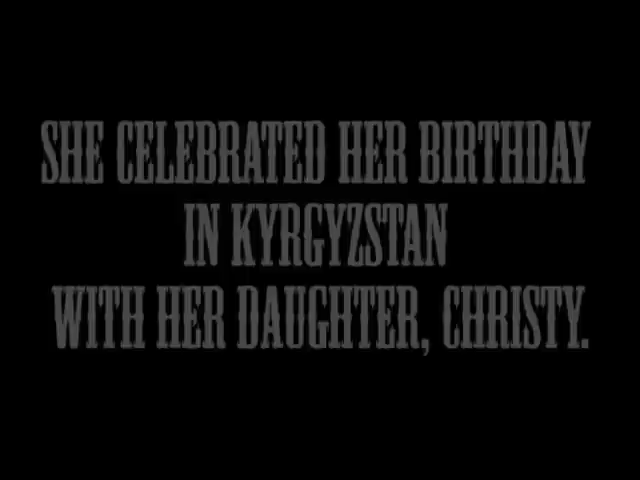 SHE CELEBRATED HER BIRTHDAY
IN KYRGYZSTAN
WITH HER DAUGHTER, CHRISTY.